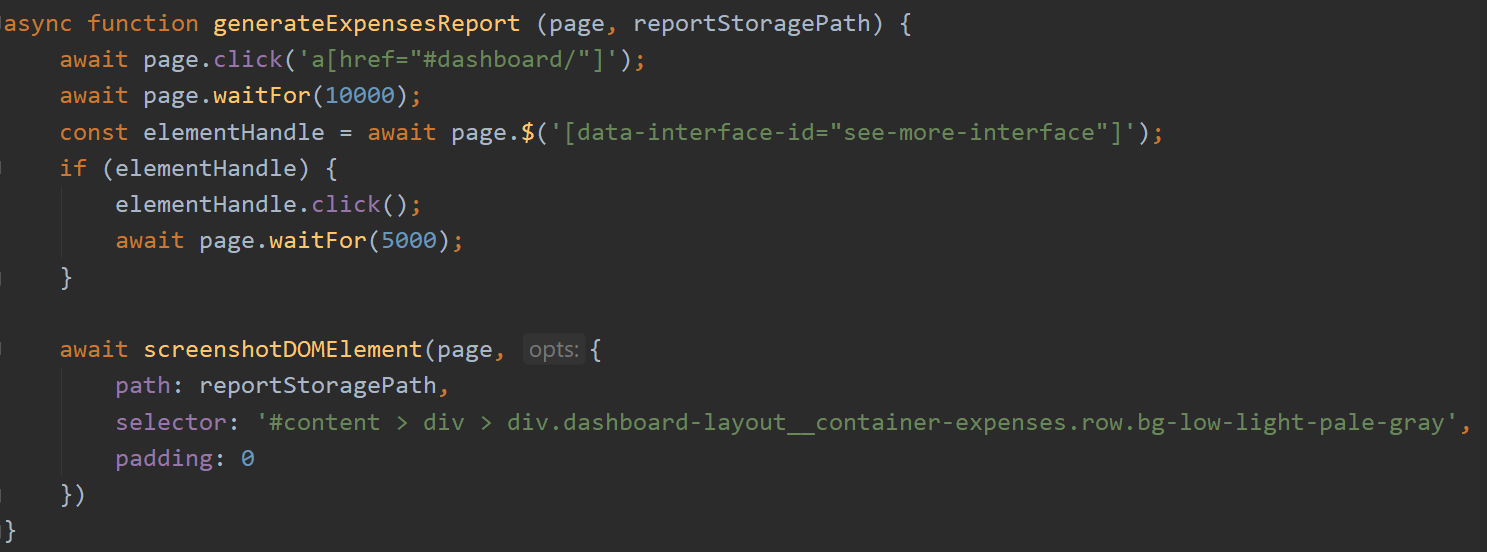 async function generateExpensesReport (page, reportStoragePath) {
    await page.click('a[href="#dashboard/"]');
    await page.waitFor(10000);
    const elementHandle = await page.$('[data-interface-id="see-more-interface"]');
    if (elementHandle) {
        elementHandle.click();
        await page.waitFor(5000);
    }

    await screenshotDOMElement(page, opts: {
        path: reportStoragePath,
        selector: '#content > div > div.dashboard-layout__container-expenses.row.bg-low-light-pale-gray',
        padding: 0
    })
}